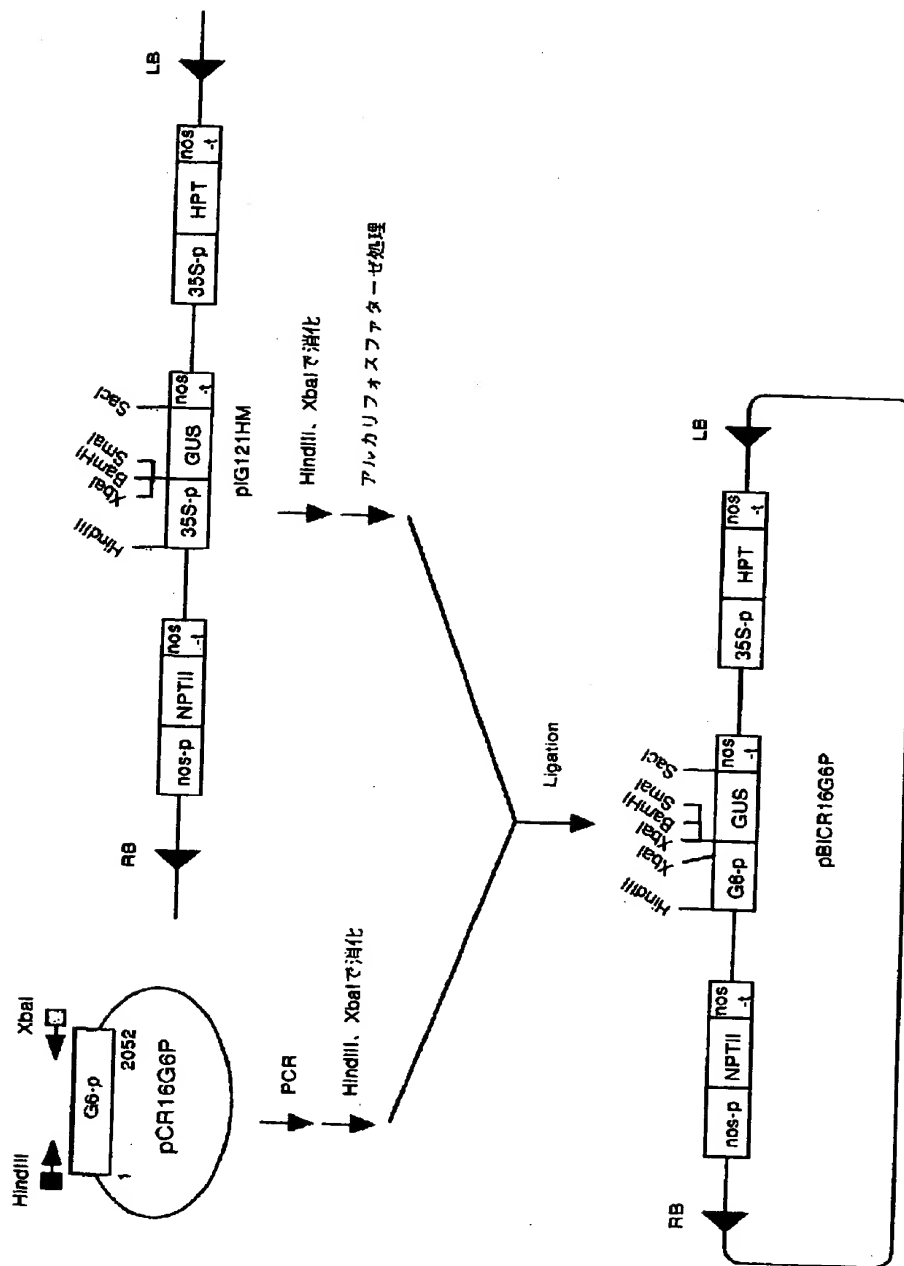 HindIII
XbaI
G6-p
1
2052
pCR16G6P
PCR
HindIII、XbaIで消化
RB
nos-p
NPTII
nos
-t
HindIII
XbaI
BamHI
SmaI
SacI
35S-p
GUS
nos
-t
35S-p
HPT
nos
-t
LB
pIG121HM
HindIII、XbaIで消化
アルカリフォスファターゼ処理
Ligation
RB
nos-p
NPTII
nos
-t
HindIII
XbaI
XbaI
BamHI
SmaI
SacI
G6-p
GUS
nos
-t
35S-p
HPT
nos
-t
LB
pBICR16G6P